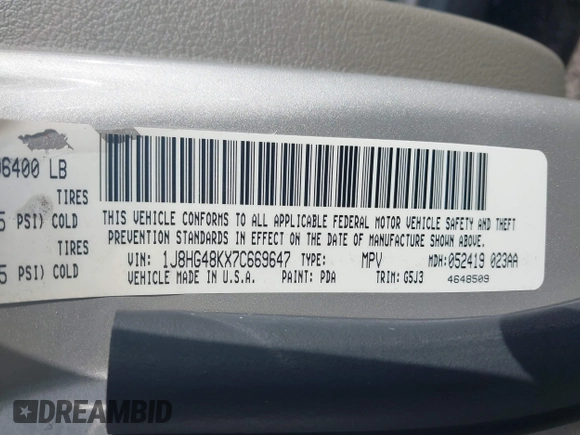 06400 LB
TIRES
5 PSI) COLD
TIRES
5 PSI) COLD
THIS VEHICLE CONFORMS TO ALL APPLICABLE FEDERAL MOTOR VEHICLE SAFETY AND THEFT
PREVENTION STANDARDS IN EFFECT ON THE DATE OF MANUFACTURE SHOWN ABOVE.
VIN: 1J8HG48KX7C669647 TYPE: MPV MDH: 052419 023AA
VEHICLE MADE IN U.S.A. PAINT: PDA TRIM: G5J3
4648509
DREAMBID